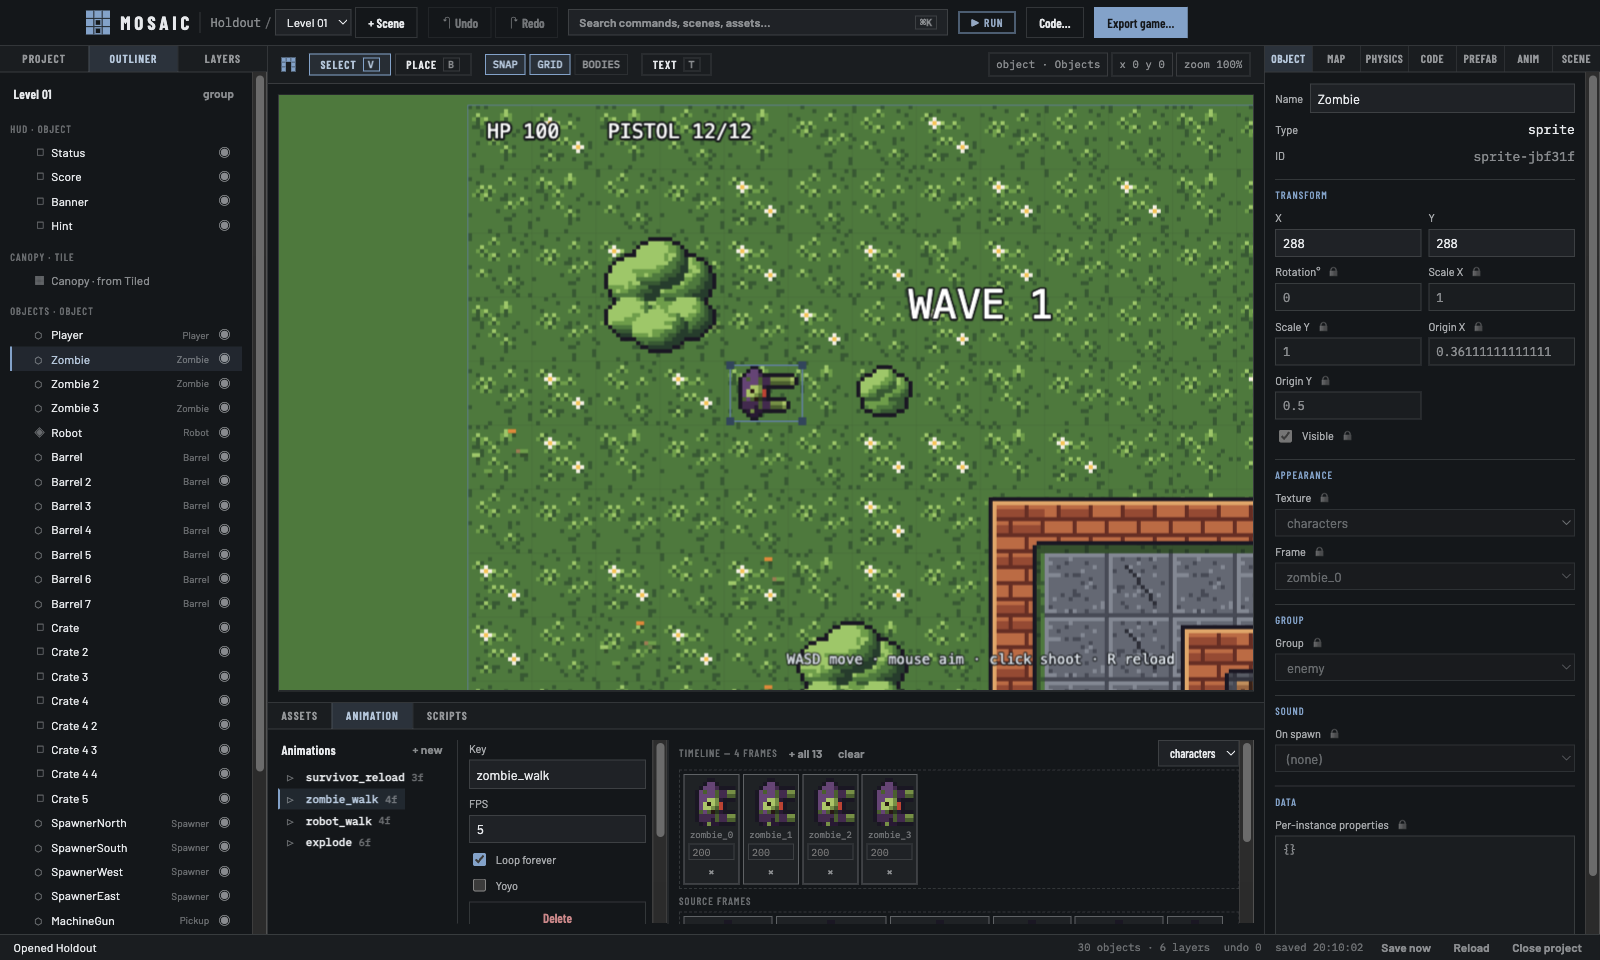 MOSAIC
Holdout /
Level 01
+ Scene
Undo
Redo
Search commands, scenes, assets...
⌘K
RUN
Code...
Export game...
PROJECT
OUTLINER
LAYERS
SELECT V
PLACE B
SNAP
GRID
BODIES
TEXT T
object · Objects
x 0 y 0
zoom 100%
OBJECT
MAP
PHYSICS
CODE
PREFAB
ANIM
SCENE
Level 01 group
HUD · OBJECT
Status
Score
Banner
Hint
CANOPY · TILE
Canopy · from Tiled
OBJECTS · OBJECT
Player Player
Zombie Zombie
Zombie 2 Zombie
Zombie 3 Zombie
Robot Robot
Barrel Barrel
Barrel 2 Barrel
Barrel 3 Barrel
Barrel 4 Barrel
Barrel 5 Barrel
Barrel 6 Barrel
Barrel 7 Barrel
Crate
Crate 2
Crate 3
Crate 4
Crate 4 2
Crate 4 3
Crate 4 4
Crate 5
SpawnerNorth Spawner
SpawnerSouth Spawner
SpawnerWest Spawner
SpawnerEast Spawner
MachineGun Pickup
HP 100
PISTOL 12/12
WAVE 1
WASD move · mouse aim · click shoot · R reload
ASSETS
ANIMATION
SCRIPTS
Animations + new
survivor_reload 3f
zombie_walk 4f
robot_walk 4f
explode 6f
Key
zombie_walk
FPS
5
Loop forever
Yoyo
Delete
TIMELINE — 4 FRAMES + all 13 clear
characters
zombie_0 zombie_1 zombie_2 zombie_3
200 200 200 200
× × × ×
SOURCE FRAMES
Name Zombie
Type sprite
ID sprite-jbf31f
TRANSFORM
X Y
288 288
Rotation° Scale X
0 1
Scale Y Origin X
1 0.36111111111111
Origin Y
0.5
Visible
APPEARANCE
Texture
characters
Frame
zombie_0
GROUP
Group
enemy
SOUND
On spawn
(none)
DATA
Per-instance properties
{}
Opened Holdout
30 objects · 6 layers undo 0 saved 20:10:02 Save now Reload Close project